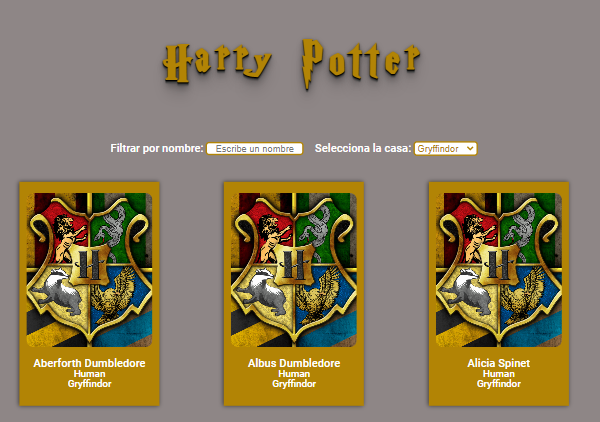 Harry Potter
Filtrar por nombre: Escribe un nombre Selecciona la casa: Gryffindor
H H H
Aberforth Dumbledore Albus Dumbledore Alicia Spinet
Human Human Human
Gryffindor Gryffindor Gryffindor